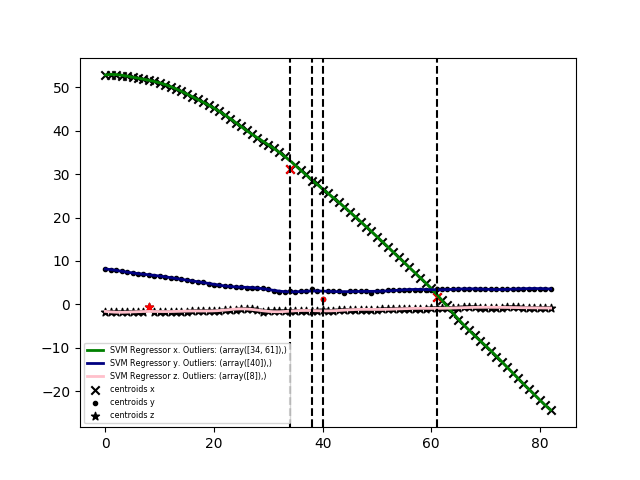 50
40
30
20
10
0
−10
−20
SVM Regressor x. Outliers: (array([34, 61]),)
SVM Regressor y. Outliers: (array([40]),)
SVM Regressor z. Outliers: (array([8]),)
centroids x
centroids y
centroids z
0 20 40 60 80